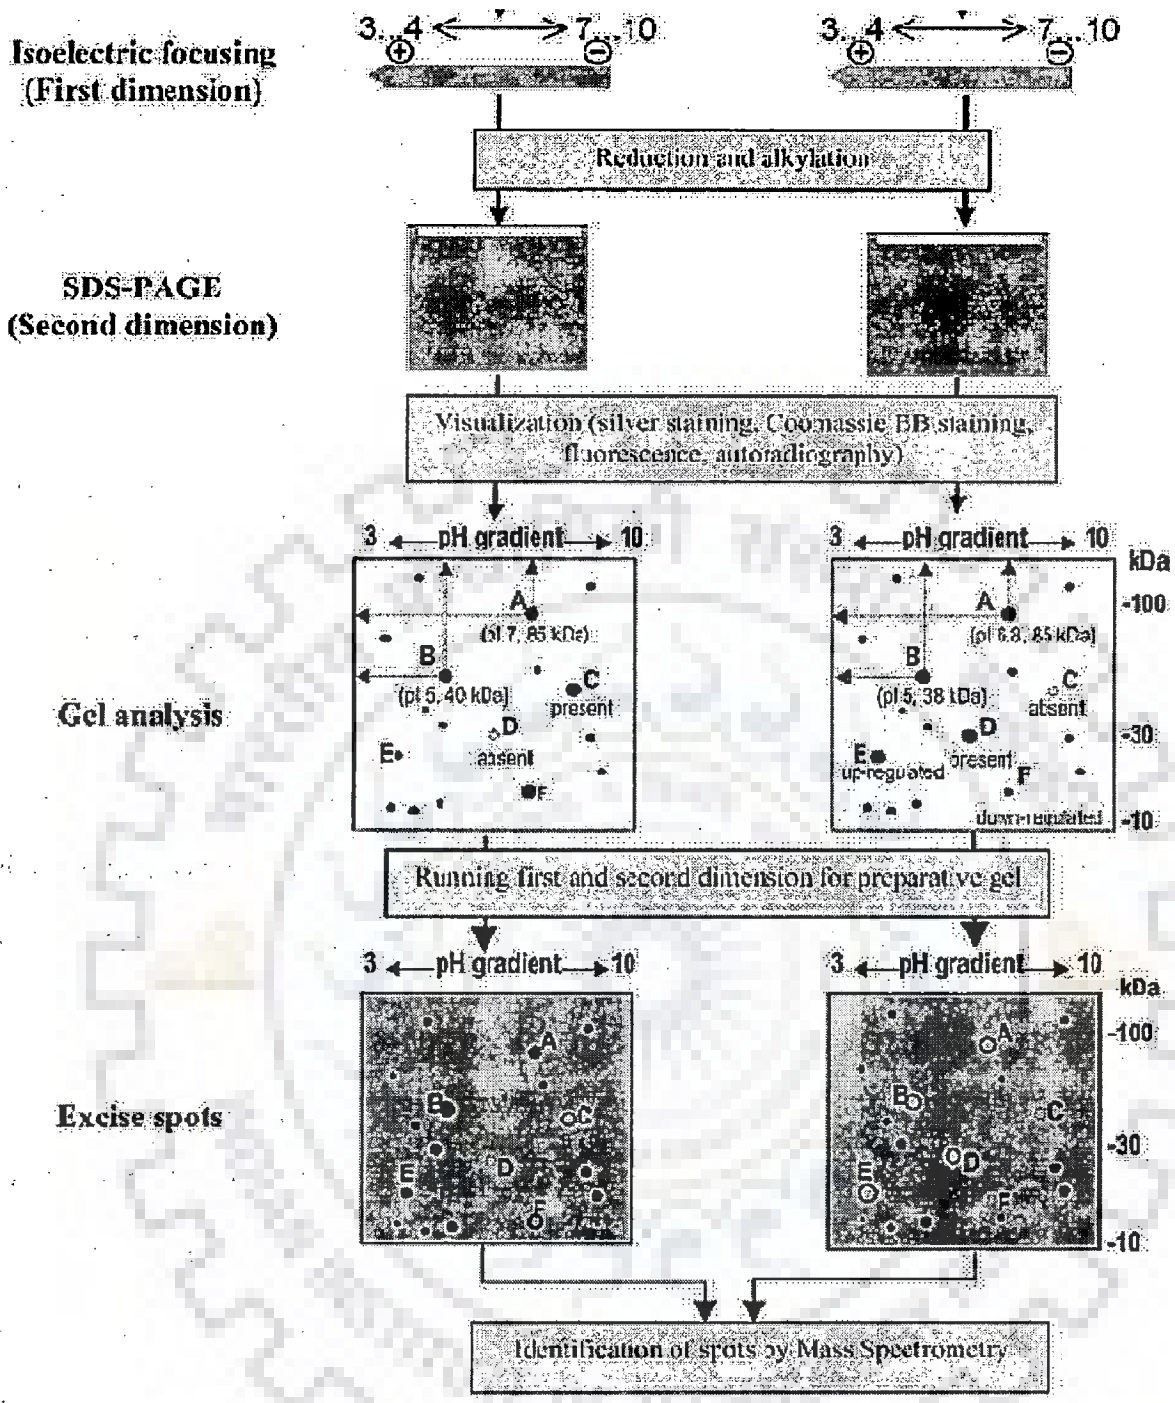 3...4 7...10 3...4 7...10
+ − + −
Isoelectric focusing
(First dimension)
Reduction and alkylation
SDS-PAGE
(Second dimension)
Visualization (silver staining, Coomassie BB staining,
fluorescence, autoradiography)
3 pH gradient 10 3 pH gradient 10
kDa
A A -100
(pI 7, 85 kDa) (pI 6.8, 85 kDa)
B B
(pI 5, 40 kDa) C (pI 5, 38 kDa) C
present absent
Gel analysis
D D -30
E absent E present
up-regulated
F F
down-regulated -10
Running first and second dimension for preparative gel
3 pH gradient 10 3 pH gradient 10
kDa
A A -100
B B
Excise spots C C
D D -30
E E
F F
-10
Identification of spots by Mass Spectrometry